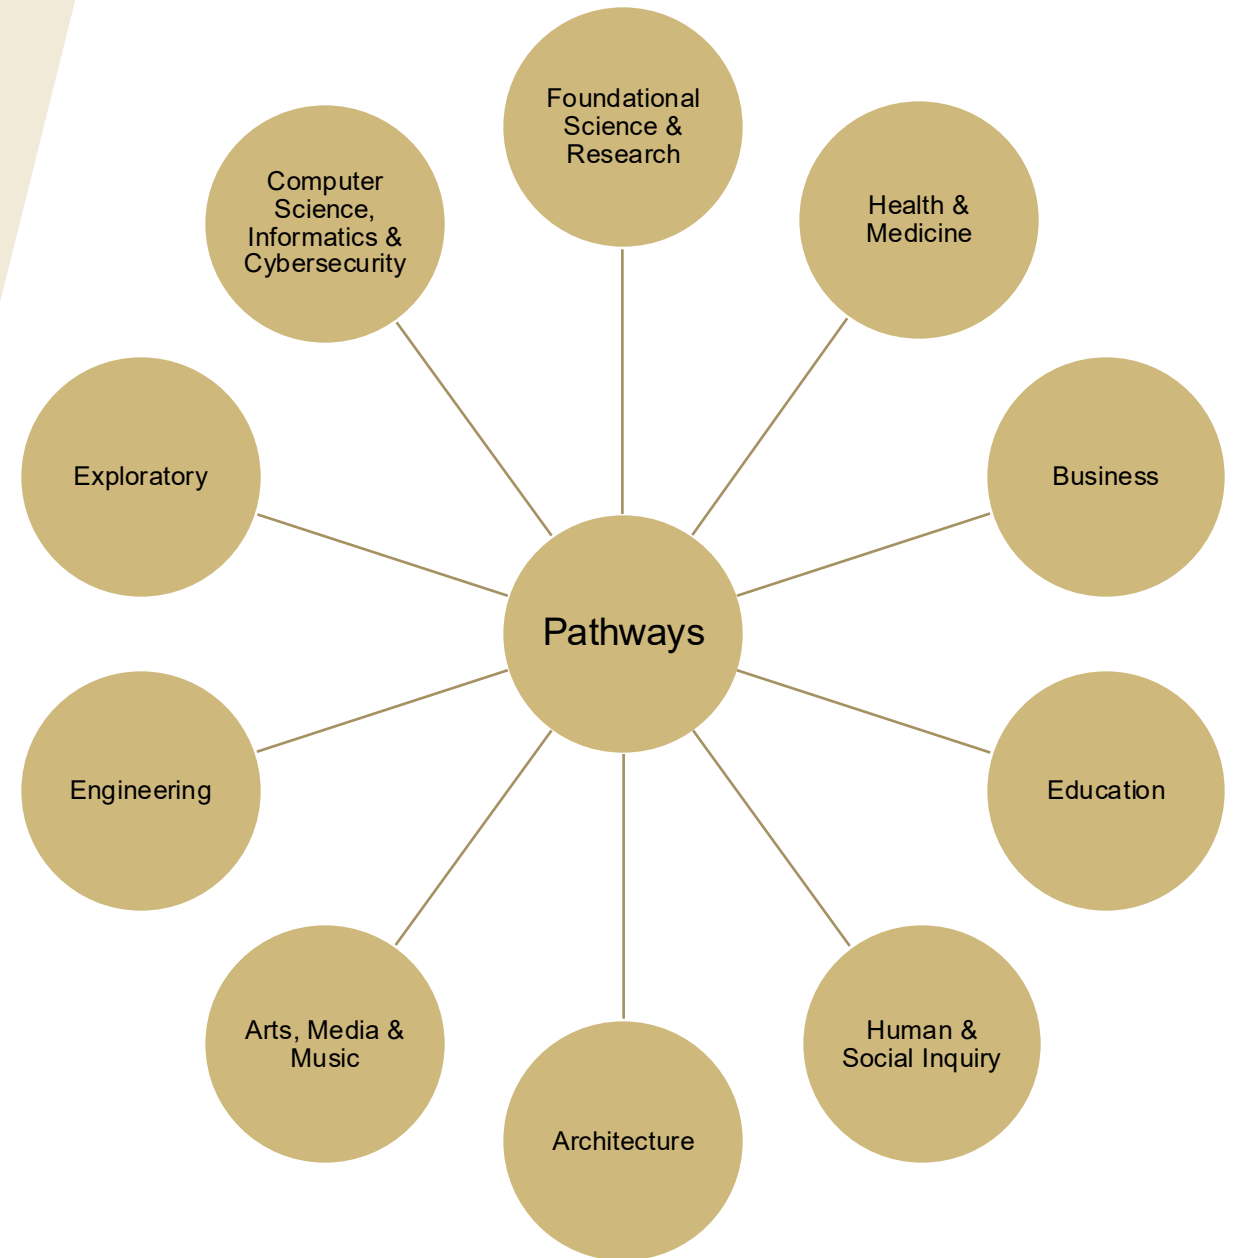 Foundational
Science &
Research
Health &
Medicine
Business
Education
Human &
Social Inquiry
Architecture
Arts, Media &
Music
Engineering
Exploratory
Computer
Science,
Informatics &
Cybersecurity
Pathways